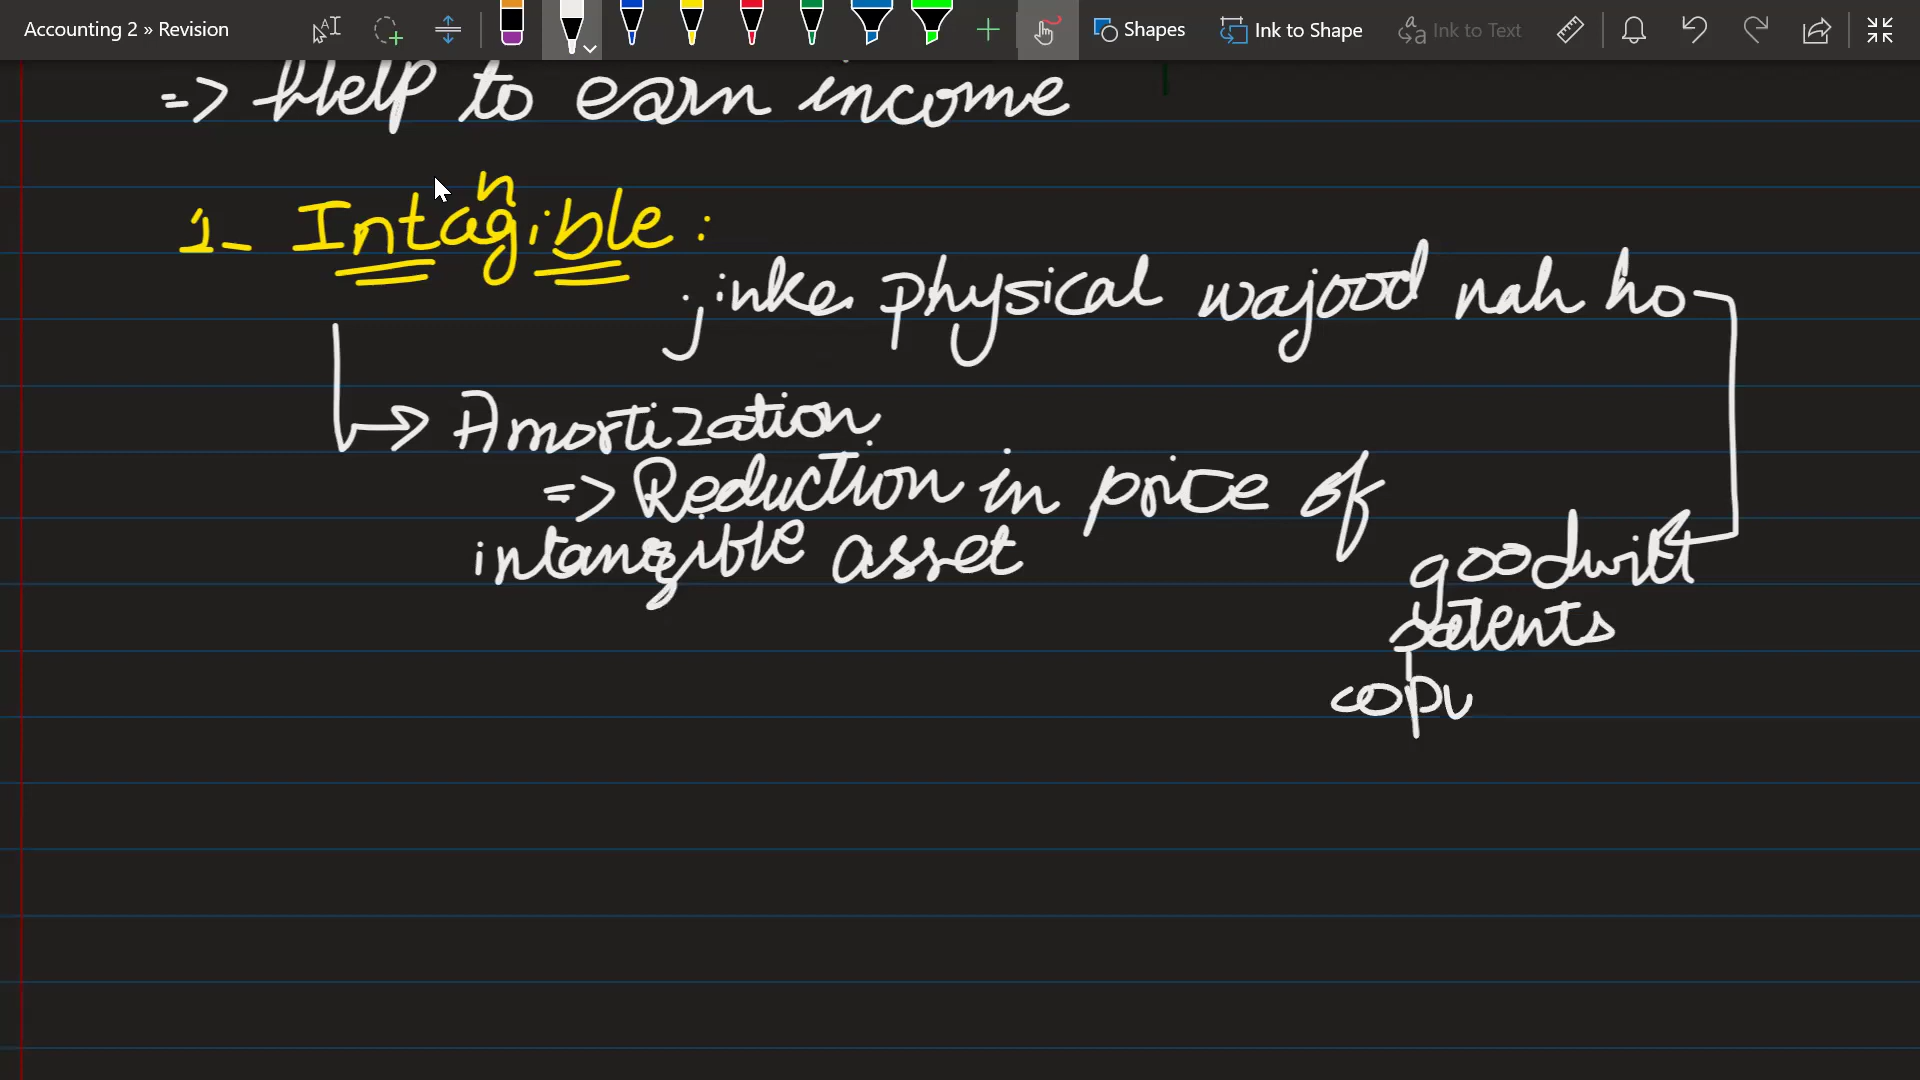 Accounting 2 » Revision
Shapes
Ink to Shape
Ink to Text
=> Help to earn income
1- Intangible:
jinke physical wajood nah ho
Amortization
=> Reduction in price of
intangible asset
goodwill
patents
copy